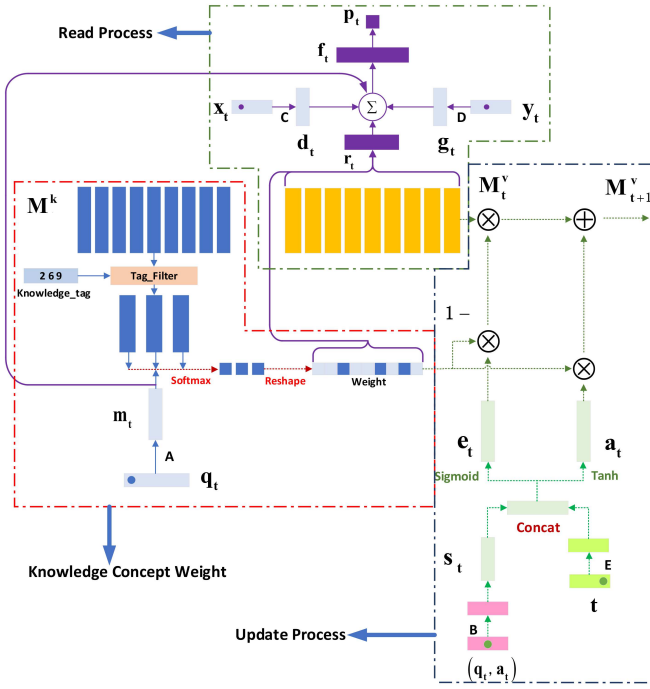 p_t
Read Process
f_t
Σ
x_t
C
D
y_t
d_t
g_t
r_t
M^k
M_t^v
M_{t+1}^v
2 6 9
Tag_Filter
Knowledge_tag
1 −
Softmax
Reshape
Weight
m_t
A
q_t
e_t
a_t
Sigmoid
Tanh
Concat
Knowledge Concept Weight
s_t
E
t
B
Update Process
(q_t, a_t)